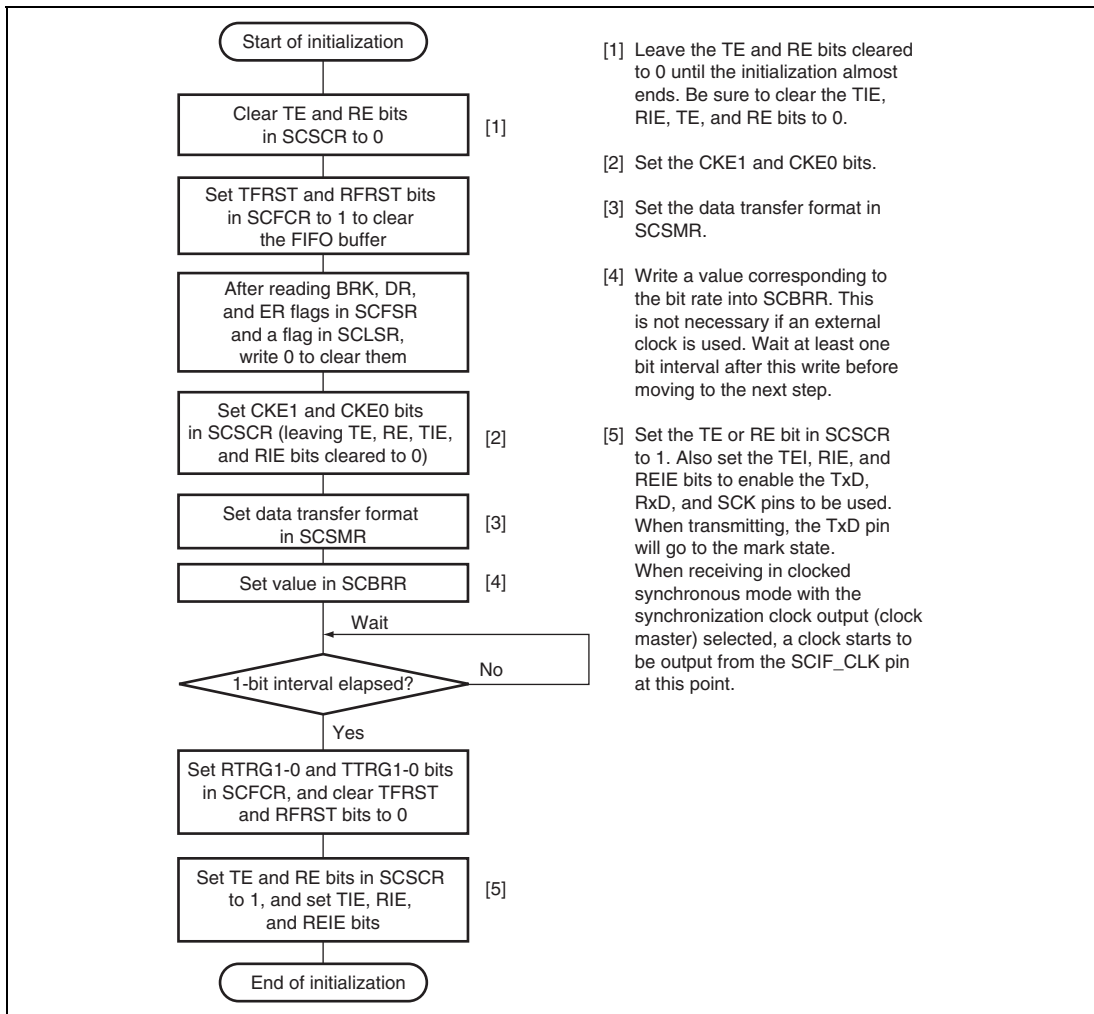 Start of initialization
Clear TE and RE bits
in SCSCR to 0
[1]
Set TFRST and RFRST bits
in SCFCR to 1 to clear
the FIFO buffer
After reading BRK, DR,
and ER flags in SCFSR
and a flag in SCLSR,
write 0 to clear them
Set CKE1 and CKE0 bits
in SCSCR (leaving TE, RE, TIE,
and RIE bits cleared to 0)
[2]
Set data transfer format
in SCSMR
[3]
Set value in SCBRR
[4]
Wait
1-bit interval elapsed?
No
Yes
Set RTRG1-0 and TTRG1-0 bits
in SCFCR, and clear TFRST
and RFRST bits to 0
Set TE and RE bits in SCSCR
to 1, and set TIE, RIE,
and REIE bits
[5]
End of initialization
[1] Leave the TE and RE bits cleared
to 0 until the initialization almost
ends. Be sure to clear the TIE,
RIE, TE, and RE bits to 0.
[2] Set the CKE1 and CKE0 bits.
[3] Set the data transfer format in
SCSMR.
[4] Write a value corresponding to
the bit rate into SCBRR. This
is not necessary if an external
clock is used. Wait at least one
bit interval after this write before
moving to the next step.
[5] Set the TE or RE bit in SCSCR
to 1. Also set the TEI, RIE, and
REIE bits to enable the TxD,
RxD, and SCK pins to be used.
When transmitting, the TxD pin
will go to the mark state.
When receiving in clocked
synchronous mode with the
synchronization clock output (clock
master) selected, a clock starts to
be output from the SCIF_CLK pin
at this point.